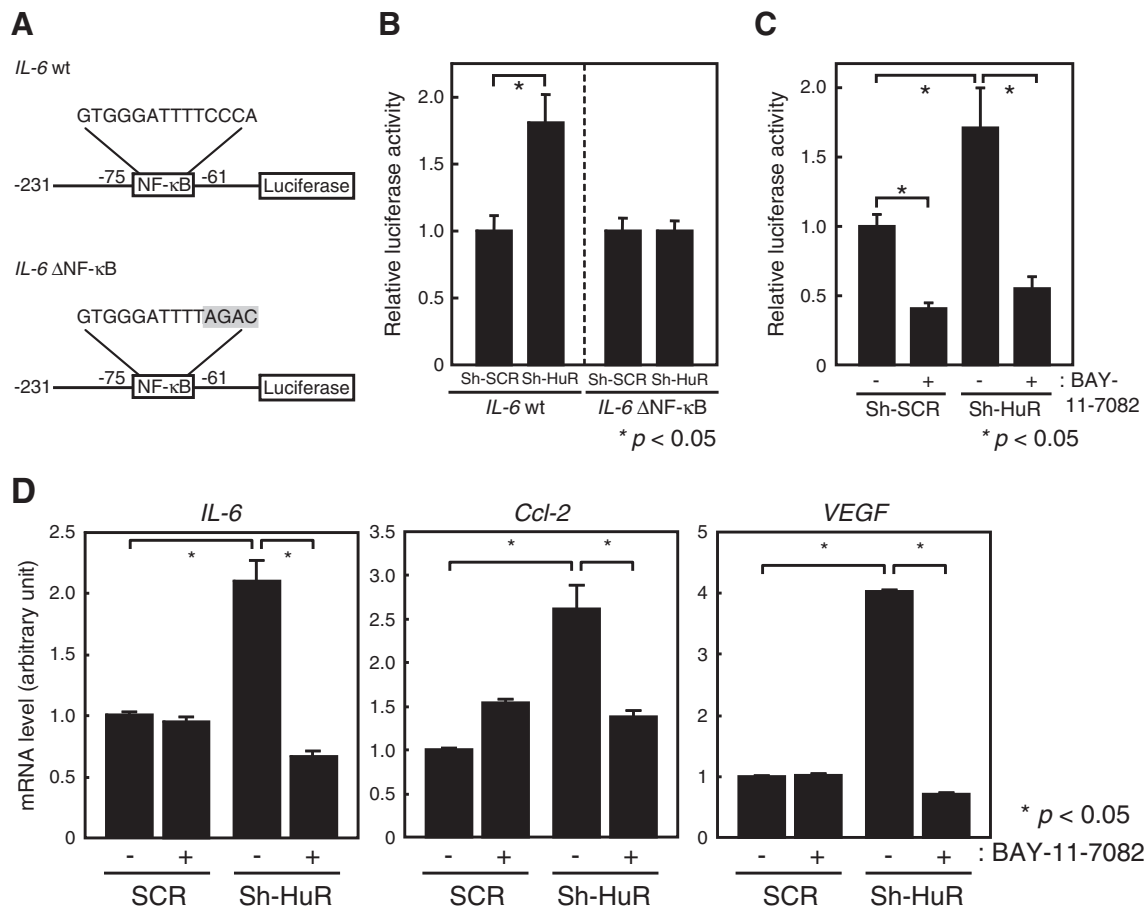 A
IL-6 wt
GTGGGATTTTCCCA
-231 -75 NF-κB -61 Luciferase
IL-6 ΔNF-κB
GTGGGATTTTAGAC
-231 -75 NF-κB -61 Luciferase
B
Relative luciferase activity
2.0
1.5
1.0
0.5
0
*
Sh-SCR Sh-HuR Sh-SCR Sh-HuR
IL-6 wt IL-6 ΔNF-κB
* p < 0.05
C
Relative luciferase activity
2.0
1.5
1.0
0.5
0
* * *
- + - + : BAY-
11-7082
Sh-SCR Sh-HuR
* p < 0.05
D
mRNA level (arbitrary unit)
IL-6
2.5
2.0
1.5
1.0
0.5
0
* *
- + - +
SCR Sh-HuR
Ccl-2
3.5
3.0
2.5
2.0
1.5
1.0
0.5
0.0
* *
- + - +
SCR Sh-HuR
VEGF
5
4
3
2
1
0
* *
- + - + : BAY-11-7082
SCR Sh-HuR
* p < 0.05